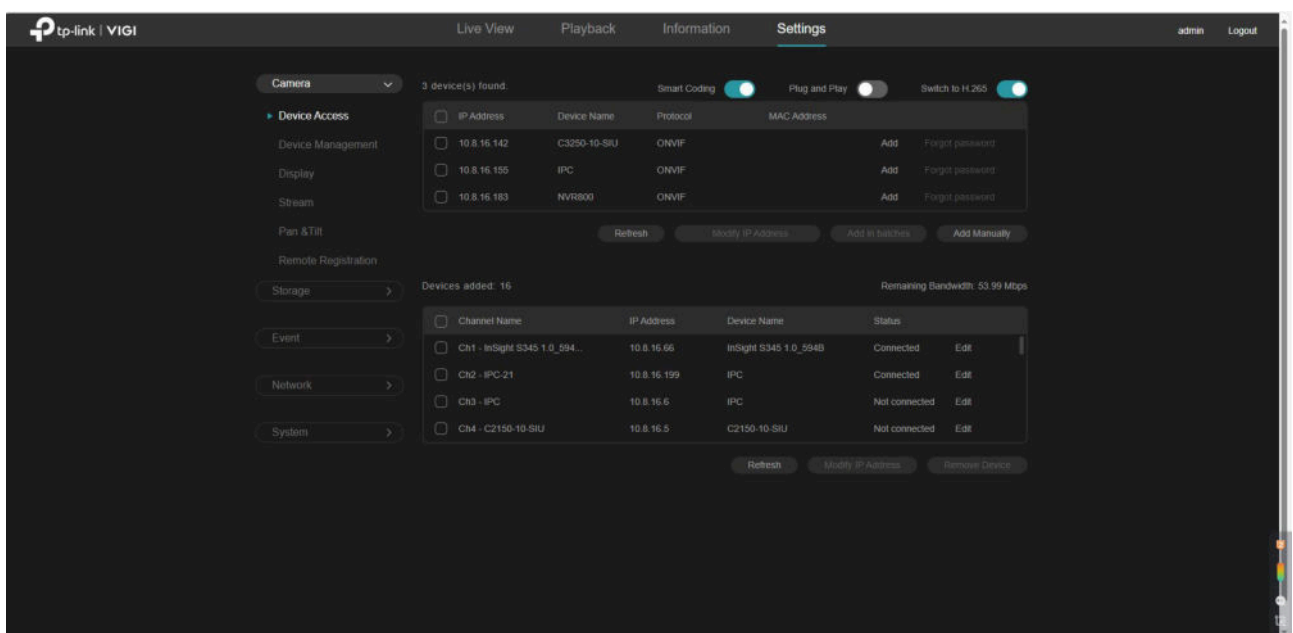 tp-link | VIGI Live View Playback Information Settings admin Logout
Camera
Device Access
Device Management
Display
Stream
Pan &Tilt
Remote Registration
Storage
Event
Network
System
3 device(s) found. Smart Coding Plug and Play Switch to H.265
IP Address Device Name Protocol MAC Address
10.8.16.142 C3250-10-SIU ONVIF Add Forgot password
10.8.16.155 IPC ONVIF Add Forgot password
10.8.16.183 NVR800 ONVIF Add Forgot password
Refresh Modify IP Address Add in batches Add Manually
Devices added: 16 Remaining Bandwidth: 53.99 Mbps
Channel Name IP Address Device Name Status
Ch1 - InSight S345 1.0_594... 10.8.16.66 InSight S345 1.0_594B Connected Edit
Ch2 - IPC-21 10.8.16.199 IPC Connected Edit
Ch3 - IPC 10.8.16.6 IPC Not connected Edit
Ch4 - C2150-10-SIU 10.8.16.5 C2150-10-SIU Not connected Edit
Refresh Modify IP Address Remove Device